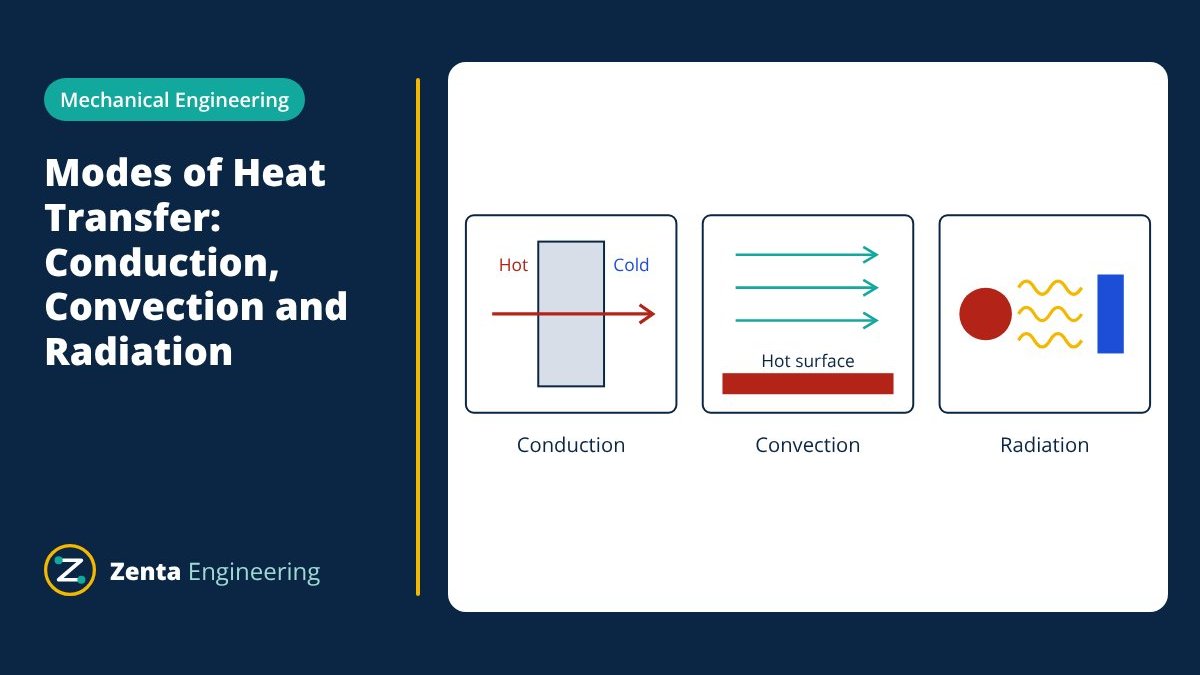 Mechanical Engineering
Modes of Heat
Transfer:
Conduction,
Convection and
Radiation
Zenta Engineering
Hot
Cold
Conduction
Hot surface
Convection
Radiation